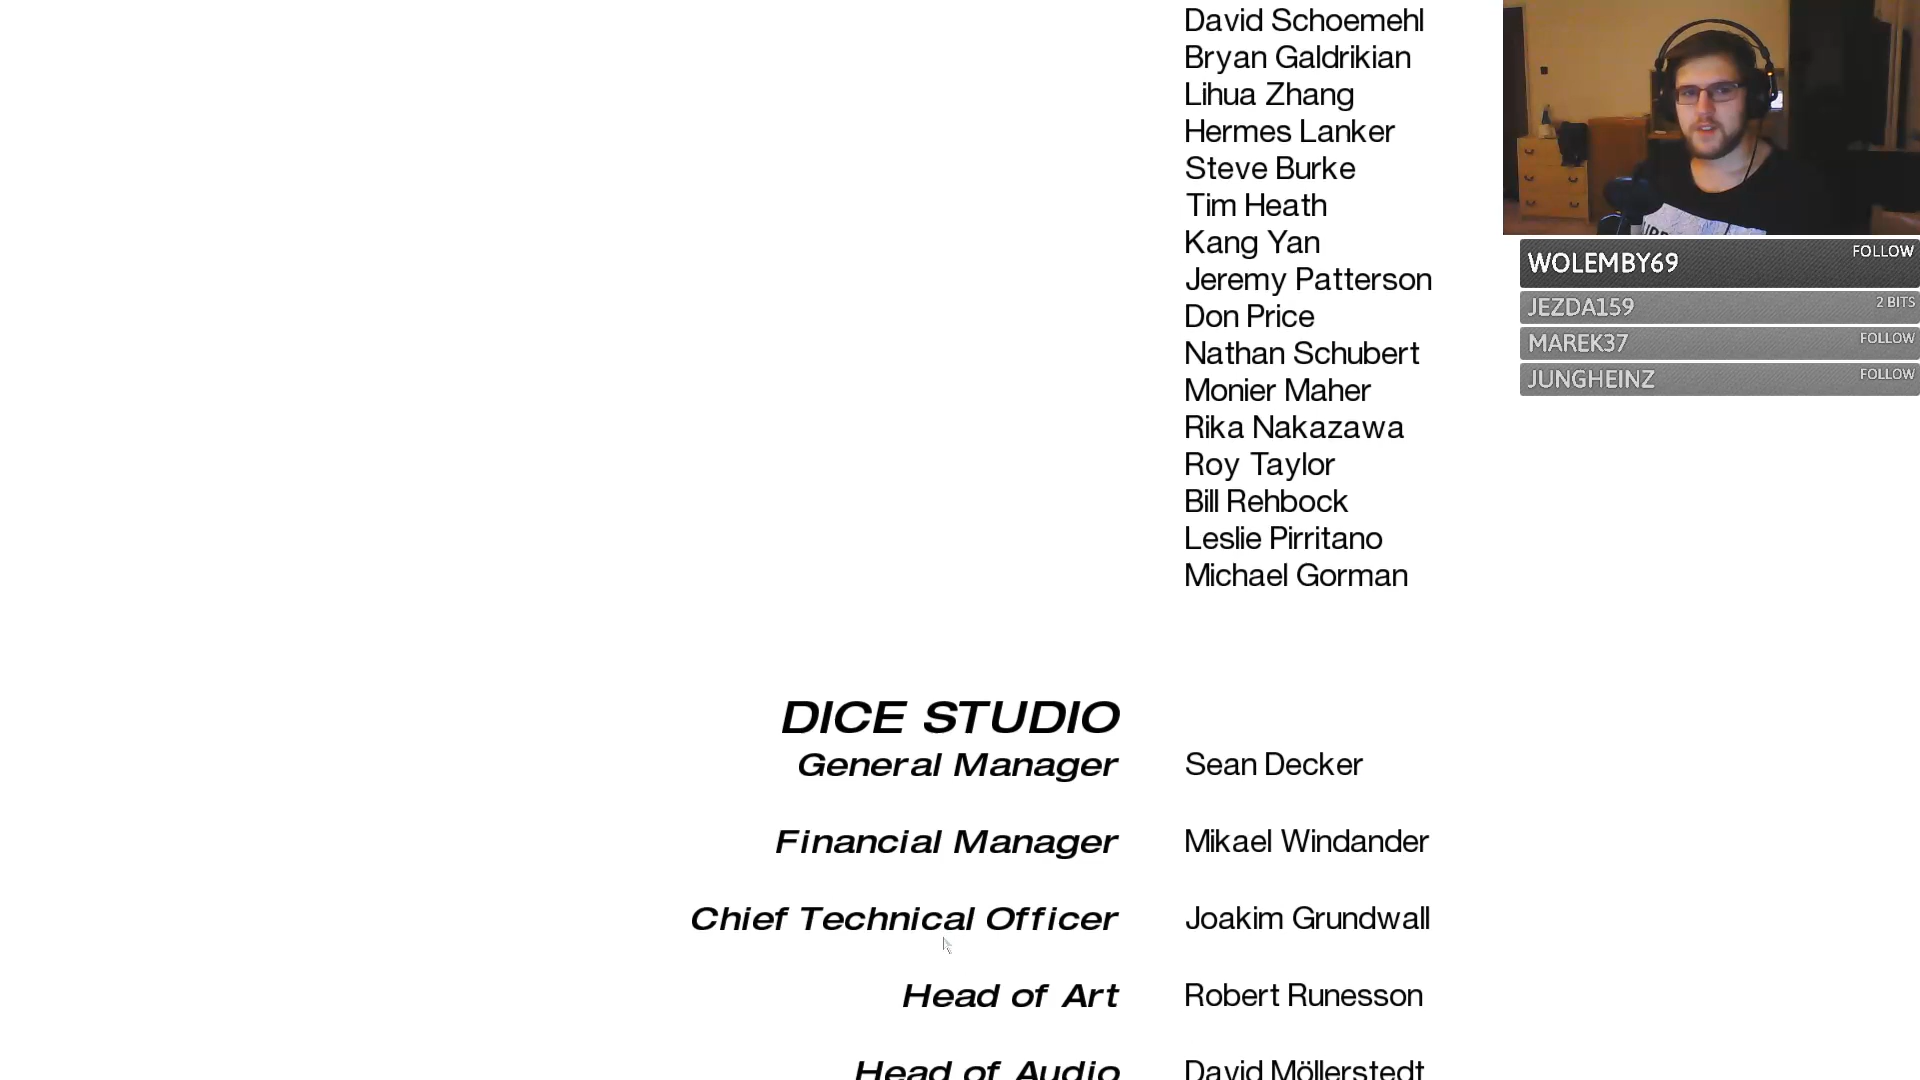 David Schoemehl
Bryan Galdrikian
Lihua Zhang
Hermes Lanker
Steve Burke
Tim Heath
Kang Yan
Jeremy Patterson
Don Price
Nathan Schubert
Monier Maher
Rika Nakazawa
Roy Taylor
Bill Rehbock
Leslie Pirritano
Michael Gorman
DICE STUDIO
General Manager Sean Decker
Financial Manager Mikael Windander
Chief Technical Officer Joakim Grundwall
Head of Art Robert Runesson
Head of Audio David Möllerstedt
WOLEMBY69 FOLLOW
JEZDA159 2 BITS
MAREK37 FOLLOW
JUNGHEINZ FOLLOW